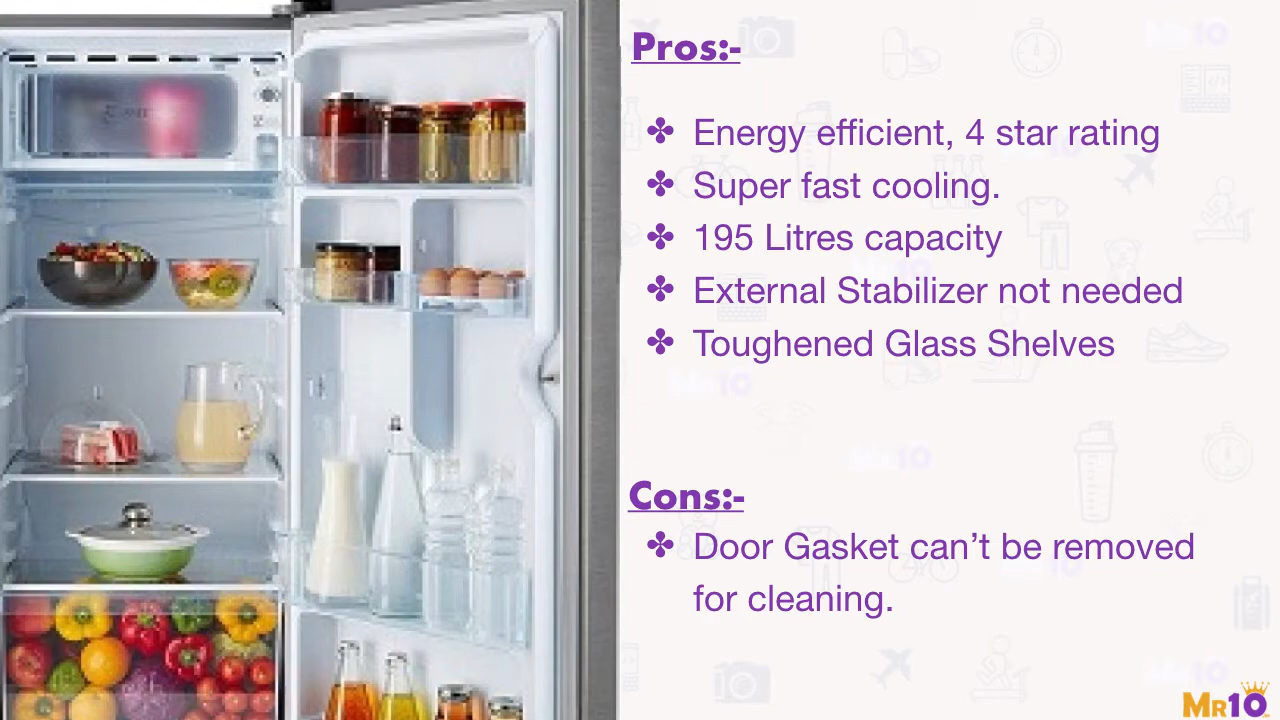 Pros:-
✤ Energy efficient, 4 star rating
✤ Super fast cooling.
✤ 195 Litres capacity
✤ External Stabilizer not needed
✤ Toughened Glass Shelves
Cons:-
✤ Door Gasket can’t be removed
for cleaning.
MR10